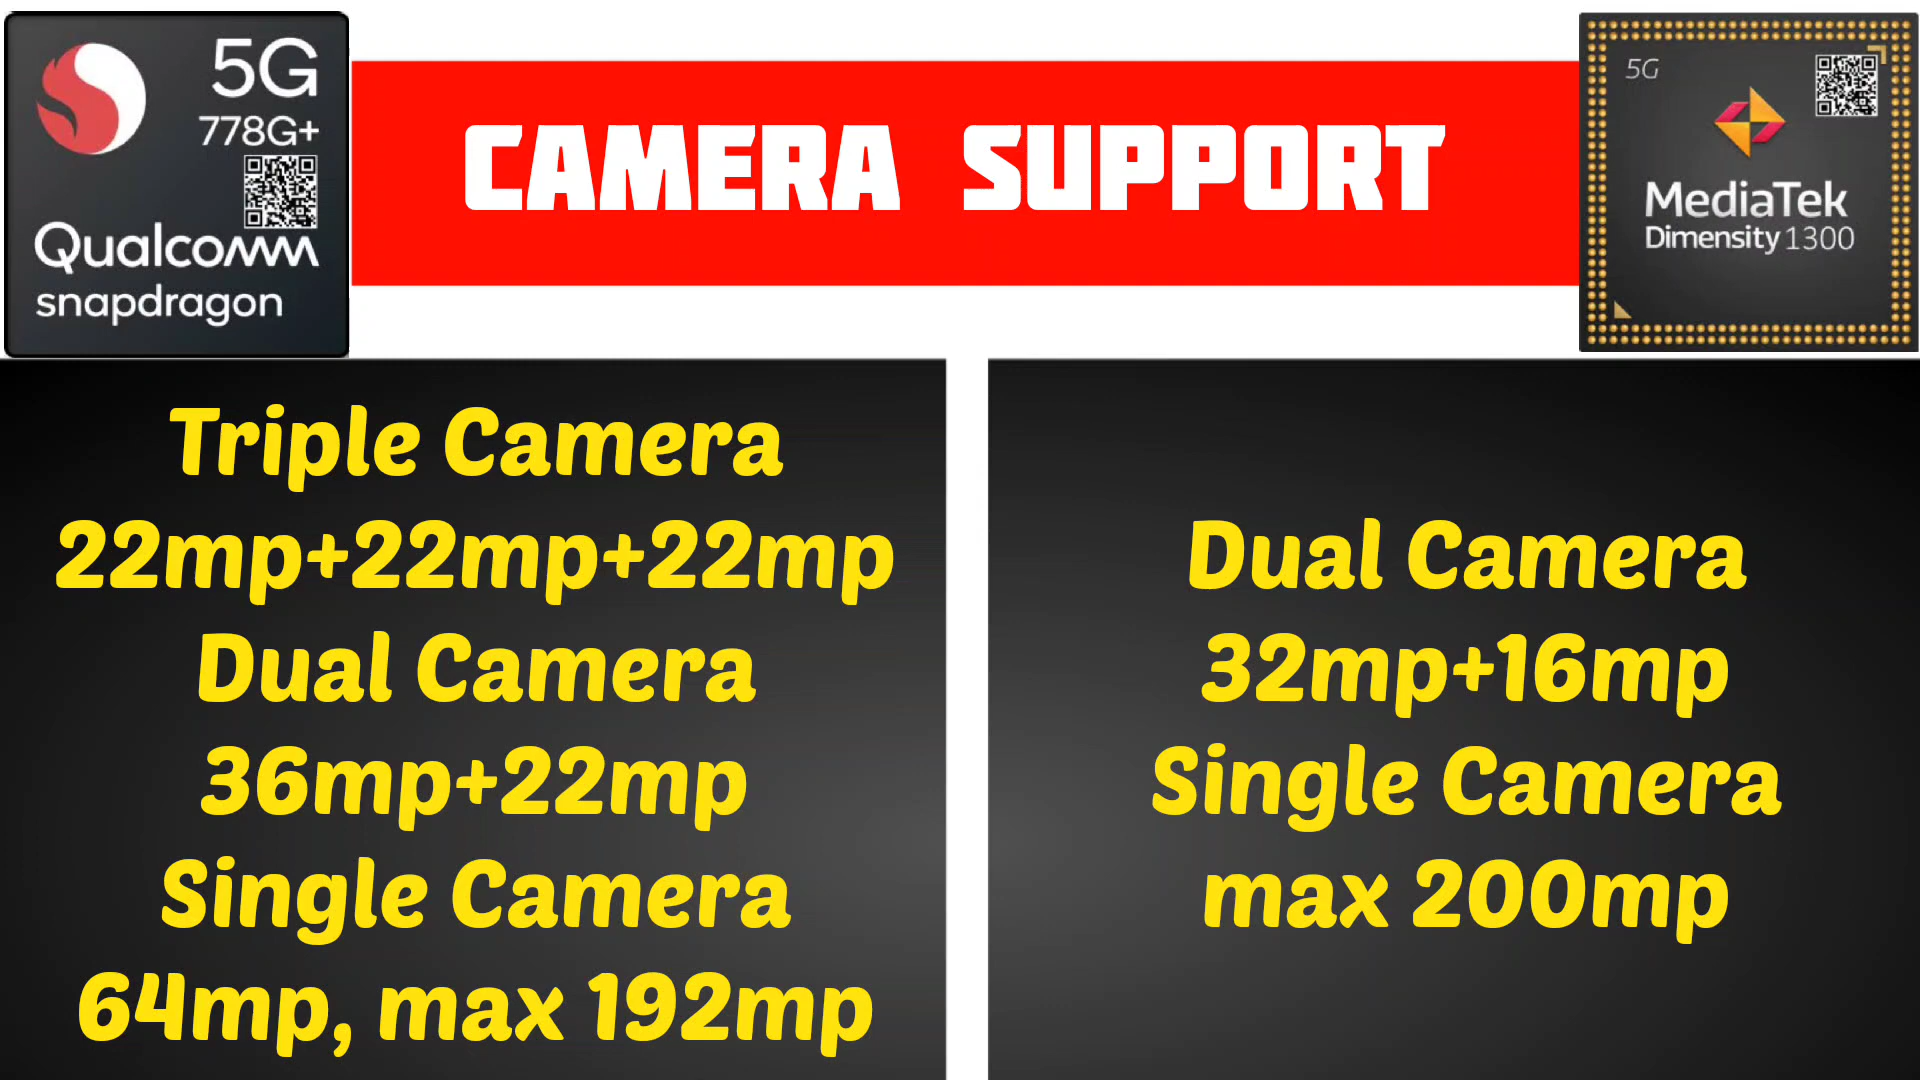 5G
778G+
Qualcomm
snapdragon
CAMERA SUPPORT
5G
MediaTek
Dimensity 1300
Triple Camera
22mp+22mp+22mp
Dual Camera
36mp+22mp
Single Camera
64mp, max 192mp
Dual Camera
32mp+16mp
Single Camera
max 200mp